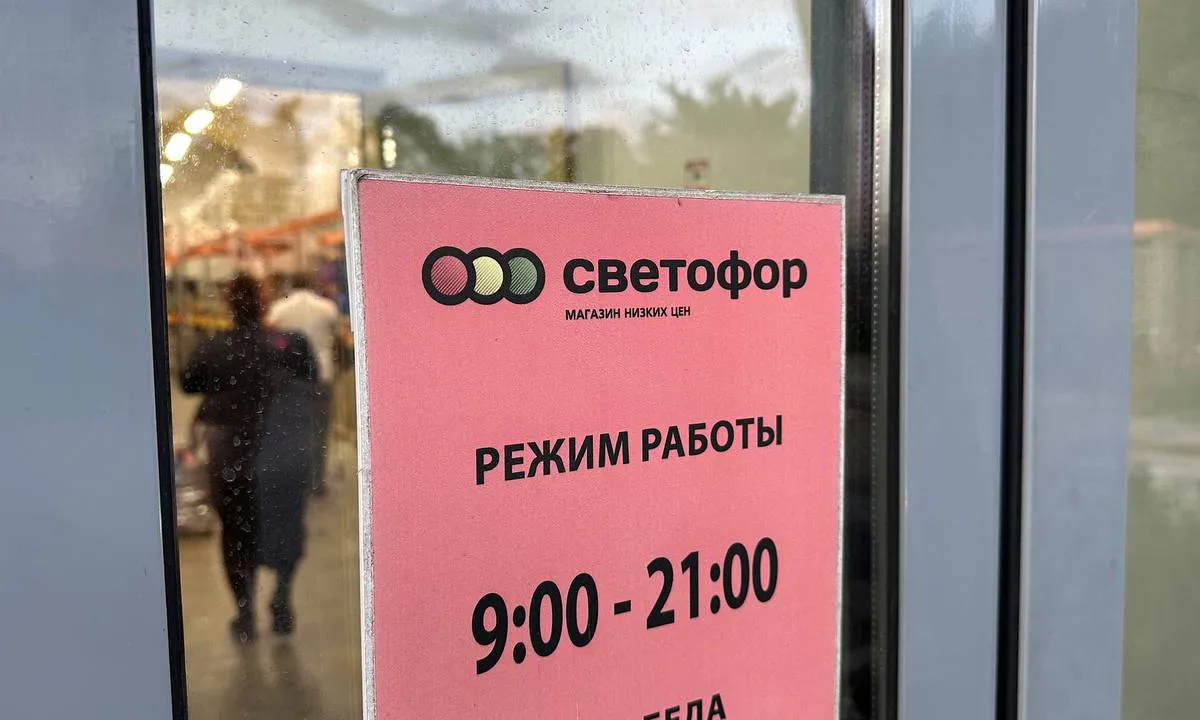 светофор
МАГАЗИН НИЗКИХ ЦЕН
РЕЖИМ РАБОТЫ
9:00 - 21:00